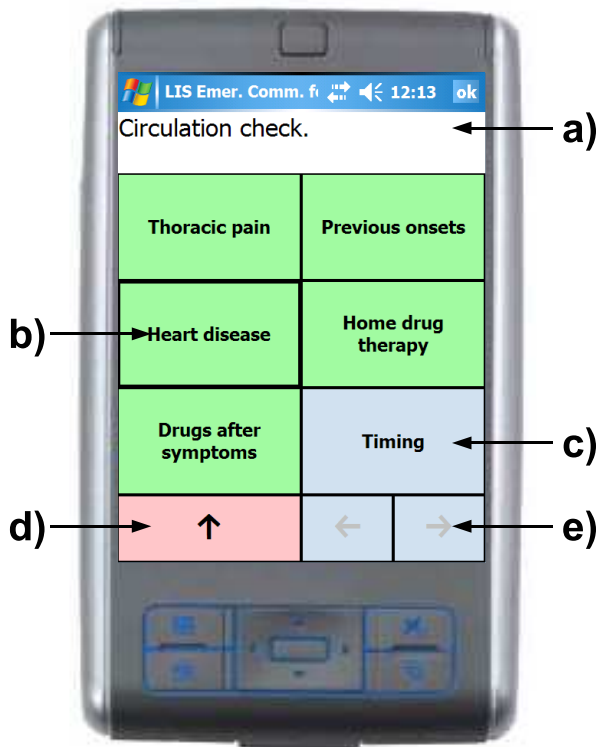 LIS Emer. Comm. f 12:13 ok
Circulation check.
a)
Thoracic pain
Previous onsets
b)
Heart disease
Home drug
therapy
Drugs after
symptoms
Timing
c)
d)
↑
←
→
e)